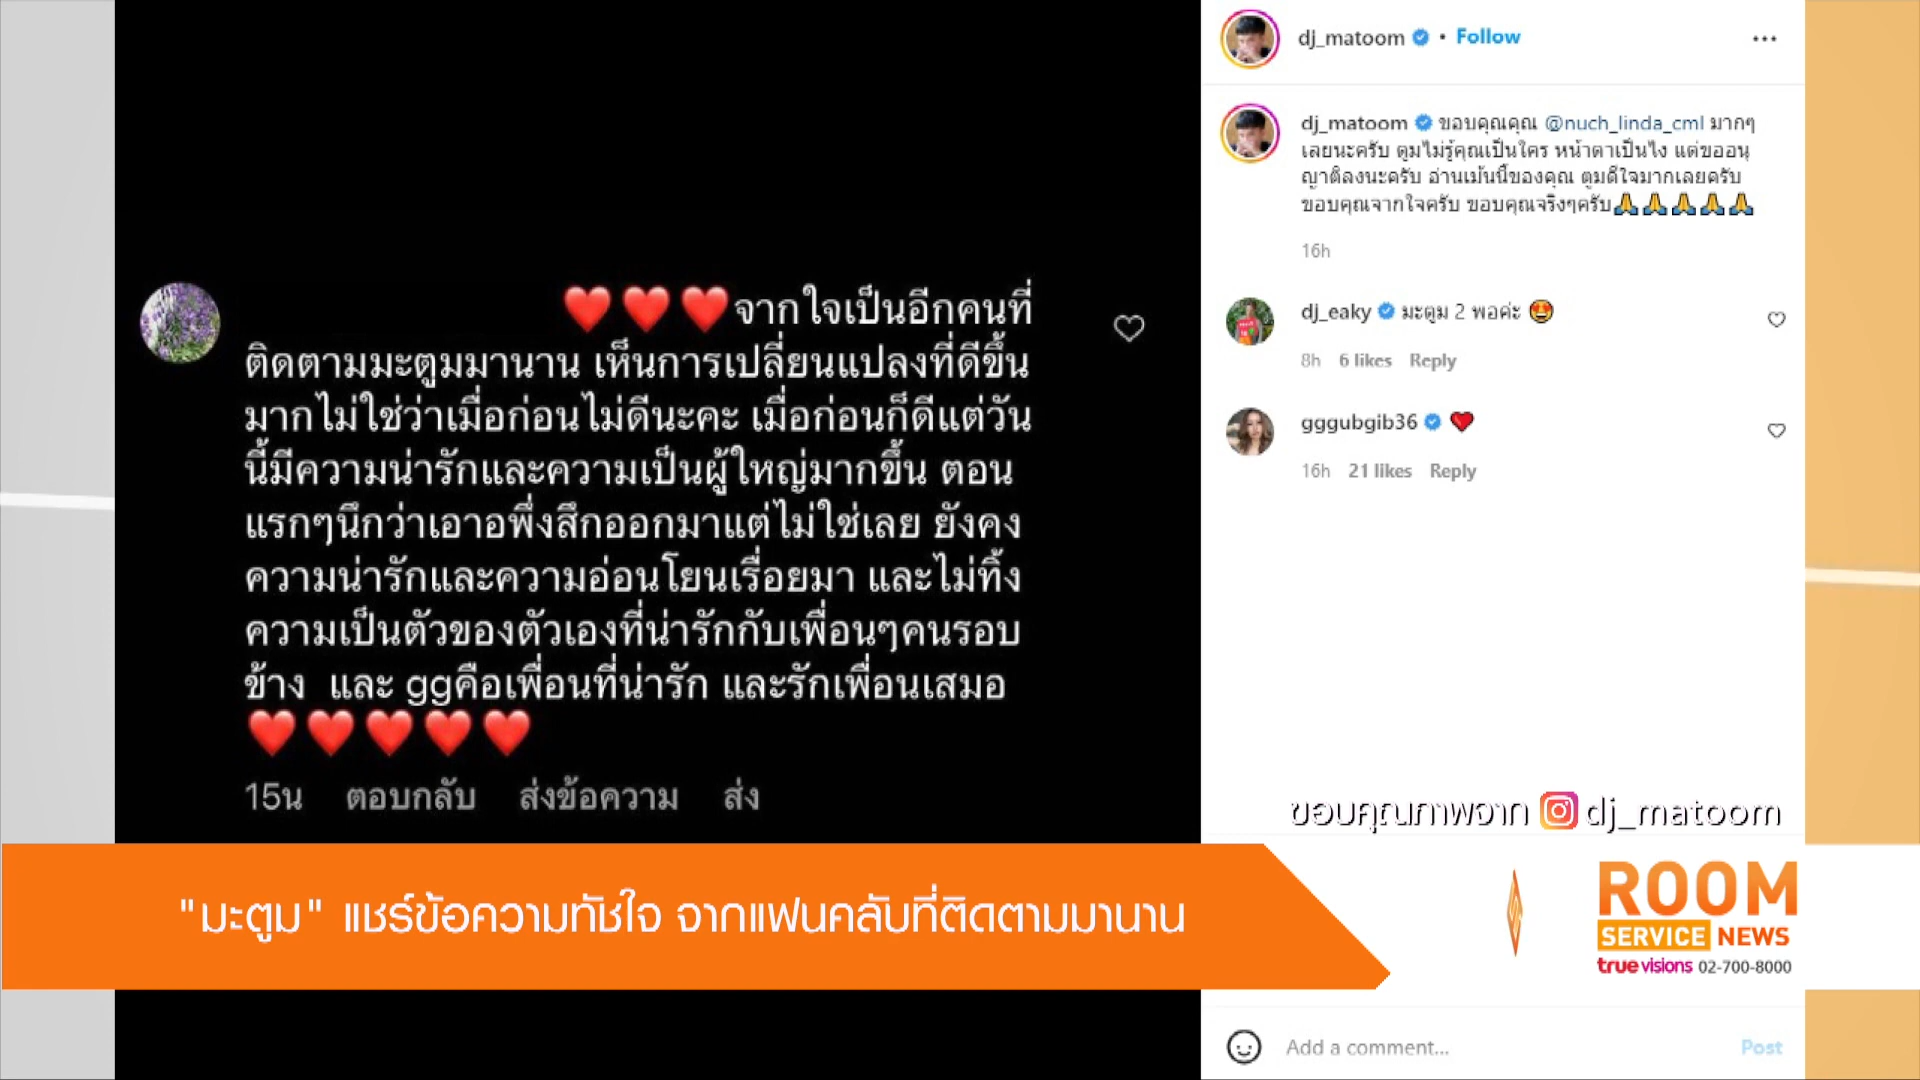 ❤️❤️❤️จากใจเป็นอีกคนที่
ติดตามมะตูมมานาน เห็นการเปลี่ยนแปลงที่ดีขึ้น
มากไม่ใช่ว่าเมื่อก่อนไม่ดีนะคะ เมื่อก่อนก็ดีแต่วัน
นี้มีความน่ารักและความเป็นผู้ใหญ่มากขึ้น ตอน
แรกๆนึกว่าเอาอพึ่งสึกออกมาแต่ไม่ใช่เลย ยังคง
ความน่ารักและความอ่อนโยนเรื่อยมา และไม่ทิ้ง
ความเป็นตัวของตัวเองที่น่ารักกับเพื่อนๆคนรอบ
ข้าง และ ggคือเพื่อนที่น่ารัก และรักเพื่อนเสมอ
❤️❤️❤️❤️❤️
15น ตอบกลับ ส่งข้อความ ส่ง
dj_matoom • Follow
dj_matoom ขอบคุณคุณ @nuch_linda_cml มากๆ
เลยนะครับ ตูมไม่รู้คุณเป็นใคร หน้าตาเป็นไง แต่ขออนุ
ญาติลงนะครับ อ่านเม้นนี้ของคุณ ตูมดีใจมากเลยครับ
ขอบคุณจากใจครับ ขอบคุณจริงๆครับ🙏🙏🙏🙏🙏
16h
dj_eaky มะตูม 2 พอค่ะ 🤩
8h 6 likes Reply
gggubgib36 ❤️
16h 21 likes Reply
ขอบคุณภาพจาก dj_matoom
"มะตูม" แชร์ข้อความทัชใจ จากแฟนคลับที่ติดตามมานาน
ROOM
SERVICE NEWS
truevisions 02-700-8000
Add a comment... Post